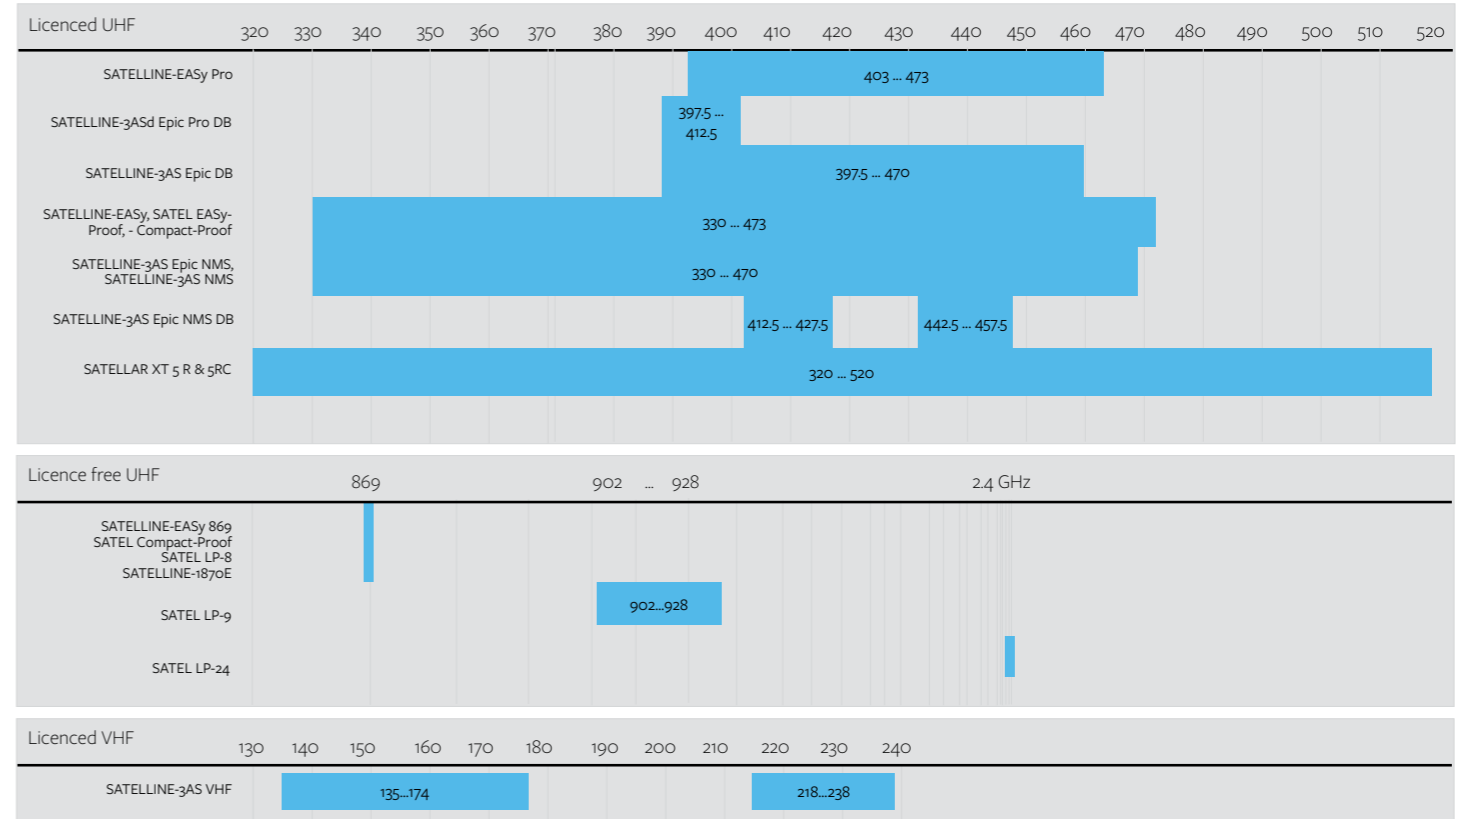 Licenced UHF
320 330 340 350 360 370 380 390 400 410 420 430 440 450 460 470 480 490 500 510 520
SATELLINE-EASy Pro
403 ... 473
SATELLINE-3ASd Epic Pro DB
397.5 ...
412.5
SATELLINE-3AS Epic DB
397.5 ... 470
SATELLINE-EASy, SATEL EASy-
Proof, - Compact-Proof
330 ... 473
SATELLINE-3AS Epic NMS,
SATELLINE-3AS NMS
330 ... 470
SATELLINE-3AS Epic NMS DB
412.5 ... 427.5 442.5 ... 457.5
SATELLAR XT 5 R & 5RC
320 ... 520
Licence free UHF
869 902 ... 928 2.4 GHz
SATELLINE-EASy 869
SATEL Compact-Proof
SATEL LP-8
SATELLINE-1870E
SATEL LP-9
902...928
SATEL LP-24
Licenced VHF
130 140 150 160 170 180 190 200 210 220 230 240
SATELLINE-3AS VHF
135...174 218...238